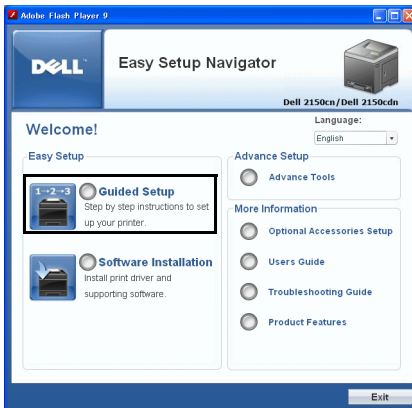 Adobe Flash Player 9
DELL
Easy Setup Navigator
Dell 2150cn/Dell 2150cdn
Welcome!
Language:
English
Easy Setup
1→2→3
Guided Setup
Step by step instructions to set
up your printer.
Software Installation
Install print driver and
supporting software.
Advance Setup
Advance Tools
More Information
Optional Accessories Setup
Users Guide
Troubleshooting Guide
Product Features
Exit